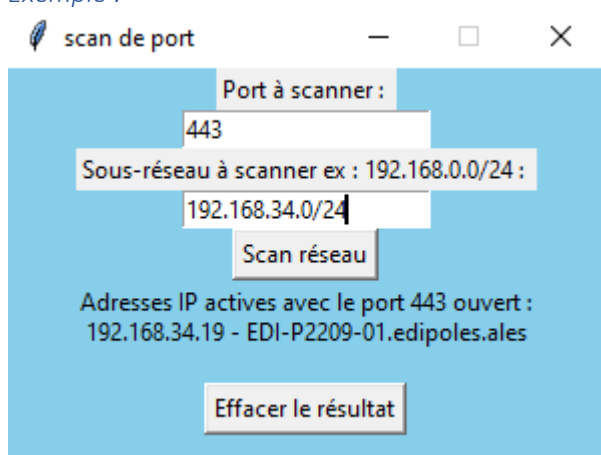 Exemple :
scan de port
Port à scanner :
443
Sous-réseau à scanner ex : 192.168.0.0/24 :
192.168.34.0/24
Scan réseau
Adresses IP actives avec le port 443 ouvert :
192.168.34.19 - EDI-P2209-01.edipoles.ales
Effacer le résultat